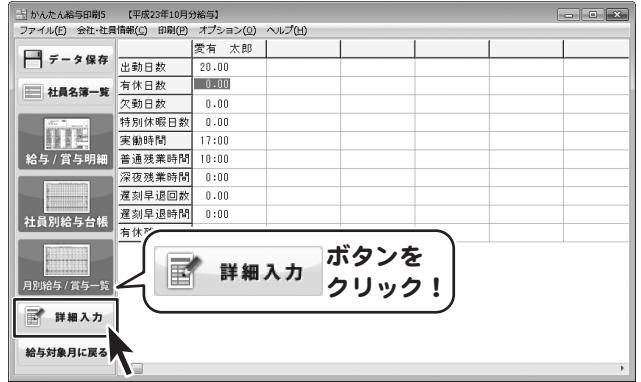 かんたん給与印刷5 【平成23年10月分給与】
ファイル(F) 会社・社員情報(C) 印刷(P) オプション(O) ヘルプ(H)
データ保存
社員名簿一覧
給与/賞与明細
社員別給与台帳
月別給与/賞与一覧
詳細入力
給与対象月に戻る
愛有 太郎
出勤日数 20.00
有休日数 0.00
欠勤日数 0.00
特別休暇日数 0.00
実働時間 17:00
普通残業時間 10:00
深夜残業時間 0:00
遅刻早退回数 0.00
遅刻早退時間 0:00
有休残
詳細入力 ボタンを
クリック!